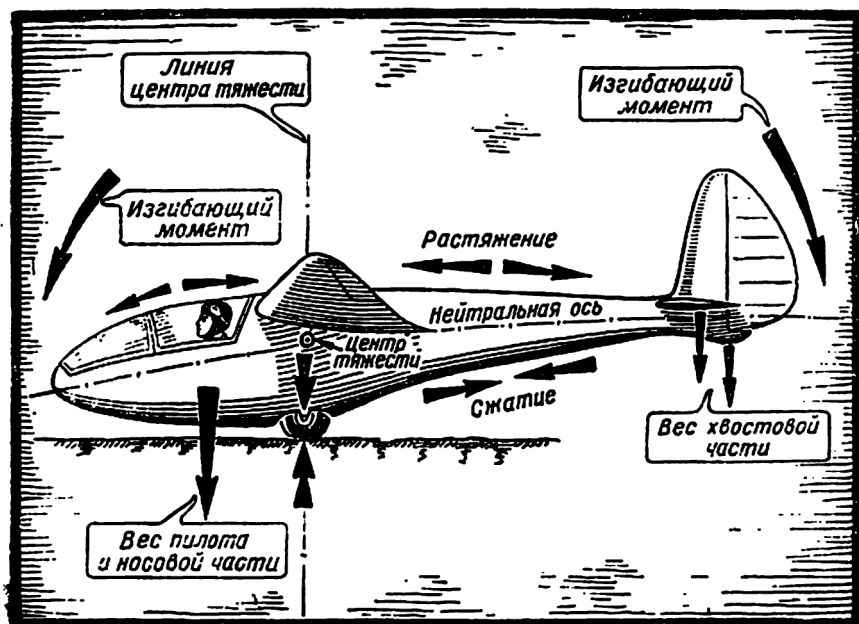 Линия
центра тяжести
Изгибающий
момент
Изгибающий
момент
Растяжение
Нейтральная ось
Центр
тяжести
Сжатие
Вес хвостовой
части
Вес пилота
и носовой части